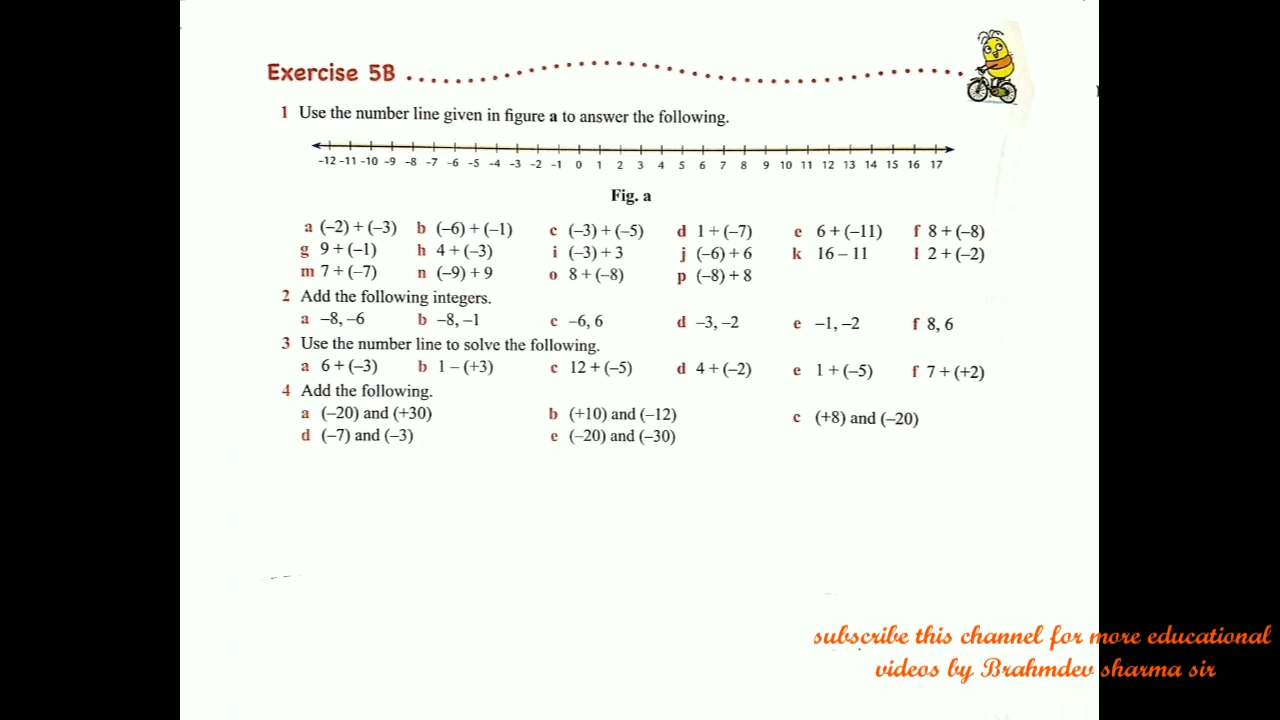 Exercise 5B
1 Use the number line given in figure a to answer the following.
–12 –11 –10 –9 –8 –7 –6 –5 –4 –3 –2 –1 0 1 2 3 4 5 6 7 8 9 10 11 12 13 14 15 16 17
Fig. a
a (–2) + (–3) b (–6) + (–1) c (–3) + (–5) d 1 + (–7) e 6 + (–11) f 8 + (–8)
g 9 + (–1) h 4 + (–3) i (–3) + 3 j (–6) + 6 k 16 – 11 l 2 + (–2)
m 7 + (–7) n (–9) + 9 o 8 + (–8) p (–8) + 8
2 Add the following integers.
a –8, –6 b –8, –1 c –6, 6 d –3, –2 e –1, –2 f 8, 6
3 Use the number line to solve the following.
a 6 + (–3) b 1 – (+3) c 12 + (–5) d 4 + (–2) e 1 + (–5) f 7 + (+2)
4 Add the following.
a (–20) and (+30) b (+10) and (–12) c (+8) and (–20)
d (–7) and (–3) e (–20) and (–30)
subscribe this channel for more educational
videos by Brahmdev sharma sir